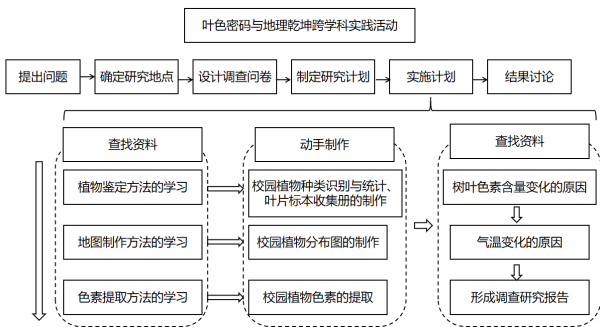 叶色密码与地理乾坤跨学科实践活动
提出问题
确定研究地点
设计调查问卷
制定研究计划
实施计划
结果讨论
查找资料
植物鉴定方法的学习
地图制作方法的学习
色素提取方法的学习
动手制作
校园植物种类识别与统计、
叶片标本收集册的制作
校园植物分布图的制作
校园植物色素的提取
查找资料
树叶色素含量变化的原因
气温变化的原因
形成调查研究报告